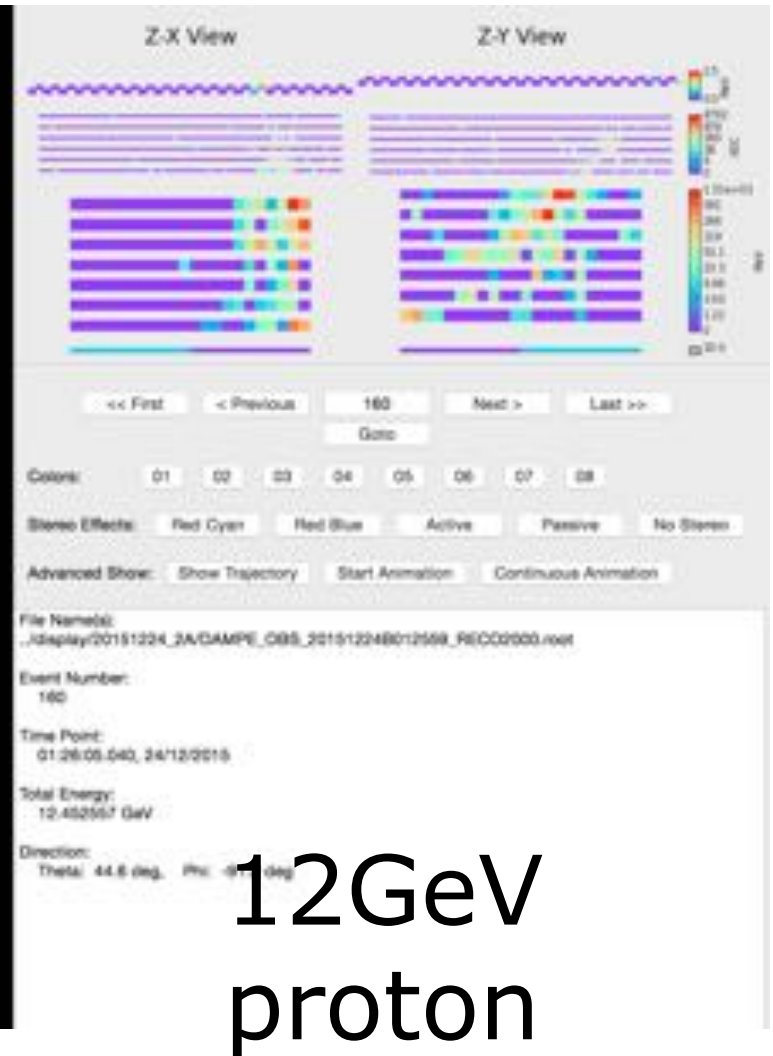 Z-X View
Z-Y View
<< First
< Previous
160
Next >
Last >>
Goto
Colors:
01
02
03
04
05
06
07
08
Stereo Effects:
Red Cyan
Red Blue
Active
Passive
No Stereo
Advanced Show:
Show Trajectory
Start Animation
Continuous Animation
File Name(s):
../display/20151224_2A/DAMPE_OBS_20151224B012559_RECO2000.root
Event Number:
160
Time Point:
01:26:05.040, 24/12/2015
Total Energy:
12.452557 GeV
Direction:
Theta: 44.6 deg, Phi: deg
12GeV
proton